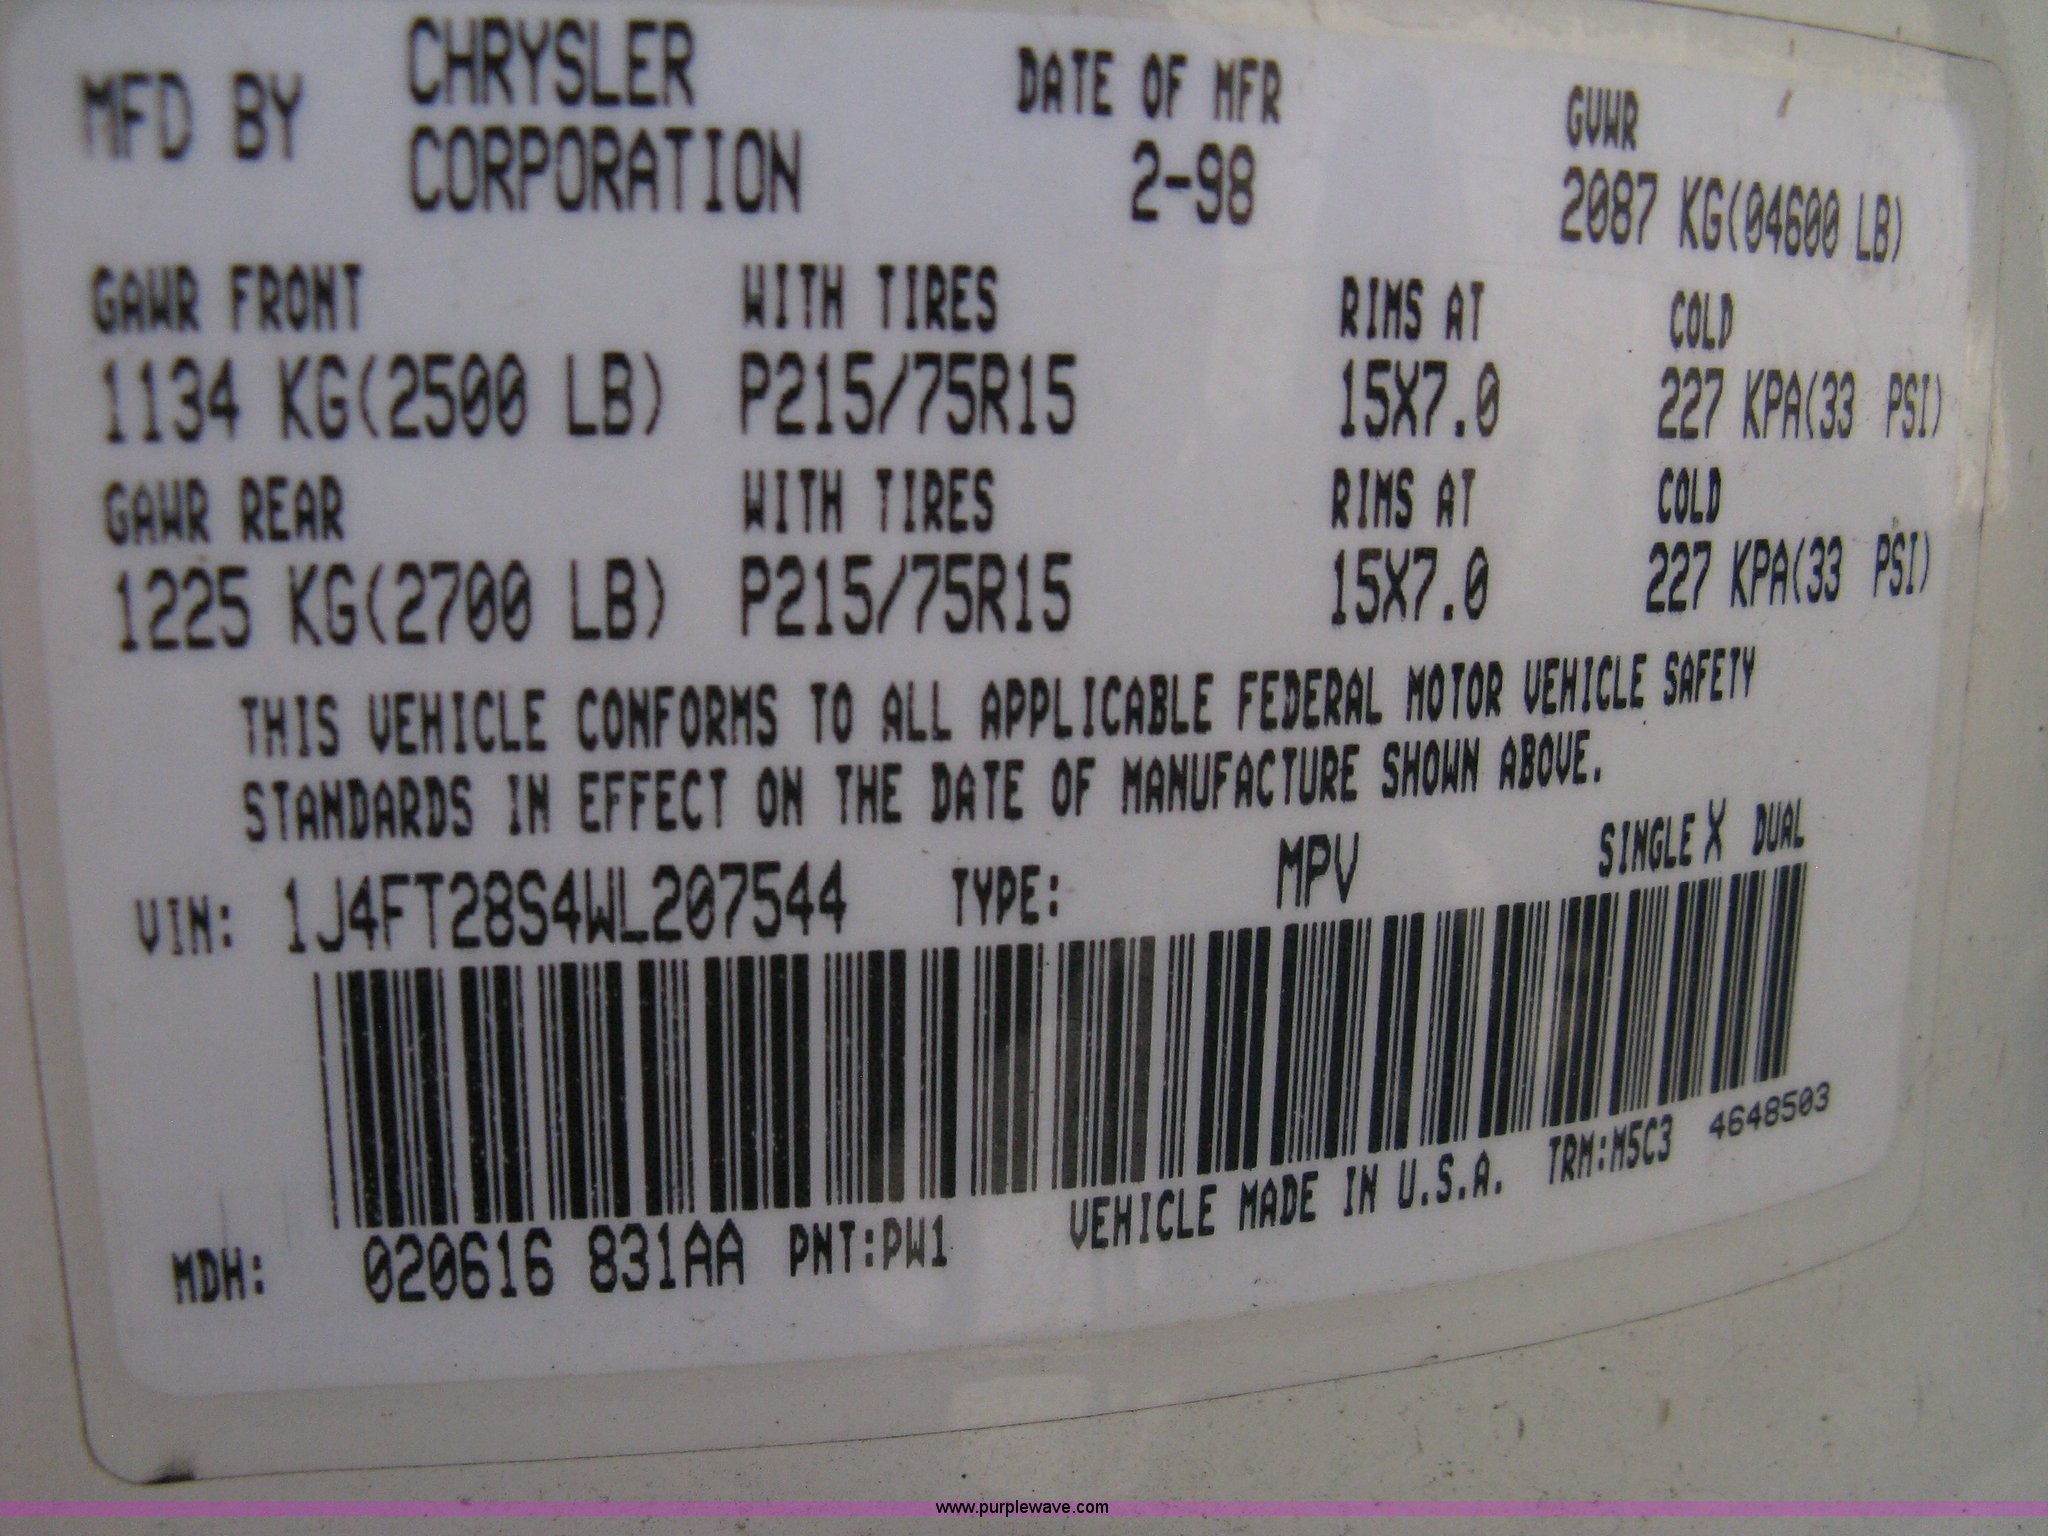 MFD BY CHRYSLER CORPORATION DATE OF MFR 2-98 GVWR 2087 KG(04600 LB)
GAWR FRONT WITH TIRES RIMS AT COLD
1134 KG(2500 LB) P215/75R15 15X7.0 227 KPA(33 PSI)
GAWR REAR WITH TIRES RIMS AT COLD
1225 KG(2700 LB) P215/75R15 15X7.0 227 KPA(33 PSI)
THIS VEHICLE CONFORMS TO ALL APPLICABLE FEDERAL MOTOR VEHICLE SAFETY
STANDARDS IN EFFECT ON THE DATE OF MANUFACTURE SHOWN ABOVE.
VIN: 1J4FT28S4WL207544 TYPE: MPV SINGLE X DUAL
MDH: 020616 831AA PNT:PW1 VEHICLE MADE IN U.S.A. TRM:M5C3 4648503
www.purplewave.com